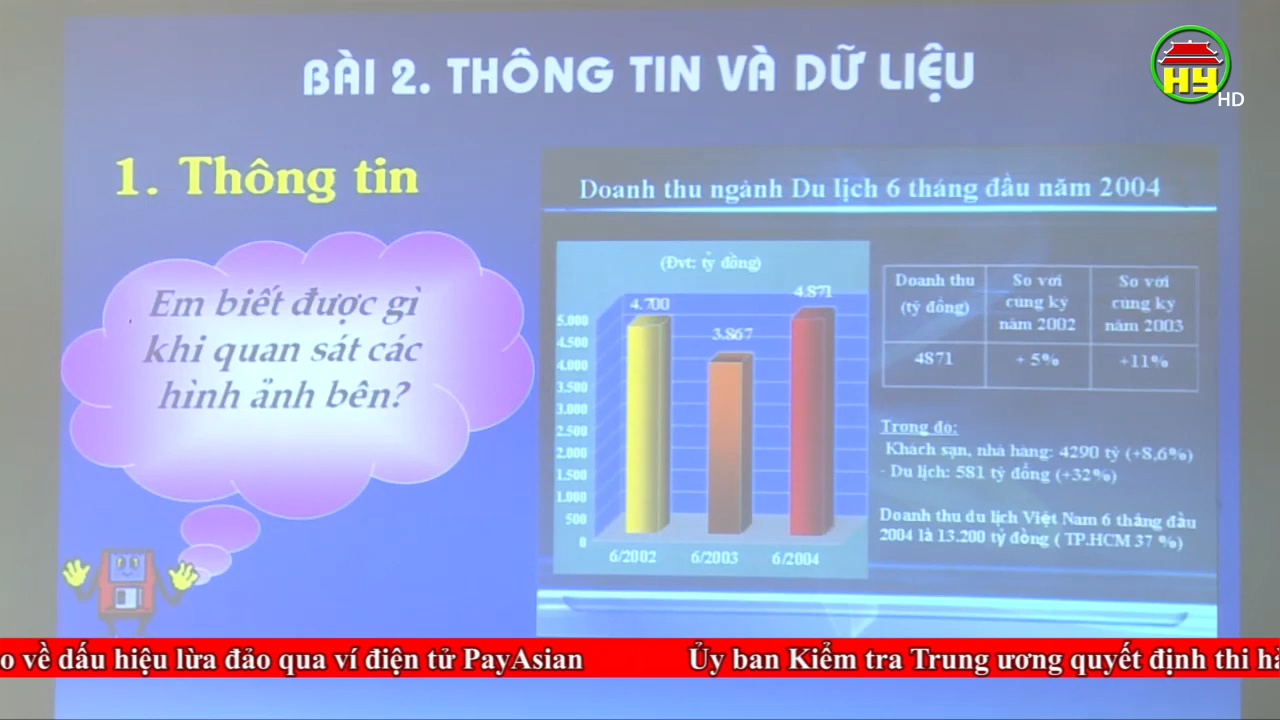 BÀI 2. THÔNG TIN VÀ DỮ LIỆU
HY
HD
1. Thông tin
Em biết được gì
khi quan sát các
hình ảnh bên?
Doanh thu ngành Du lịch 6 tháng đầu năm 2004
(Đvt: tỷ đồng)
4.700
3.867
4.871
5.000
4.500
4.000
3.500
3.000
2.500
2.000
1.500
1.000
500
0
6/2002
6/2003
6/2004
Doanh thu
(tỷ đồng)
So với
cùng kỳ
năm 2002
So với
cùng kỳ
năm 2003
4871
+ 5%
+11%
Trong đó:
Khách sạn, nhà hàng: 4290 tỷ (+8,6%)
- Du lịch: 581 tỷ đồng (+32%)
Doanh thu du lịch Việt Nam 6 tháng đầu
2004 là 13.200 tỷ đồng ( TP.HCM 37 %)
o về dấu hiệu lừa đảo qua ví điện tử PayAsian
Ủy ban Kiểm tra Trung ương quyết định thi hà